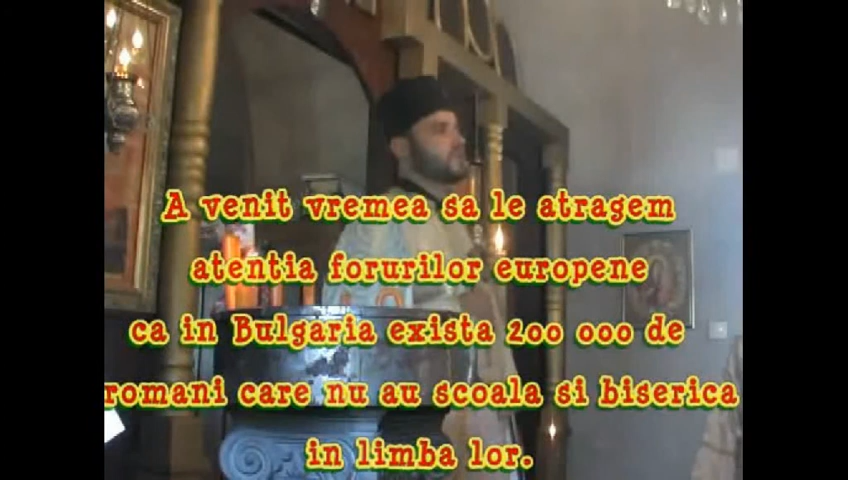 A venit vremea sa le atragem
atentia forurilor europene
ca in Bulgaria exista 200 000 de
romani care nu au scoala si biserica
in limba lor.